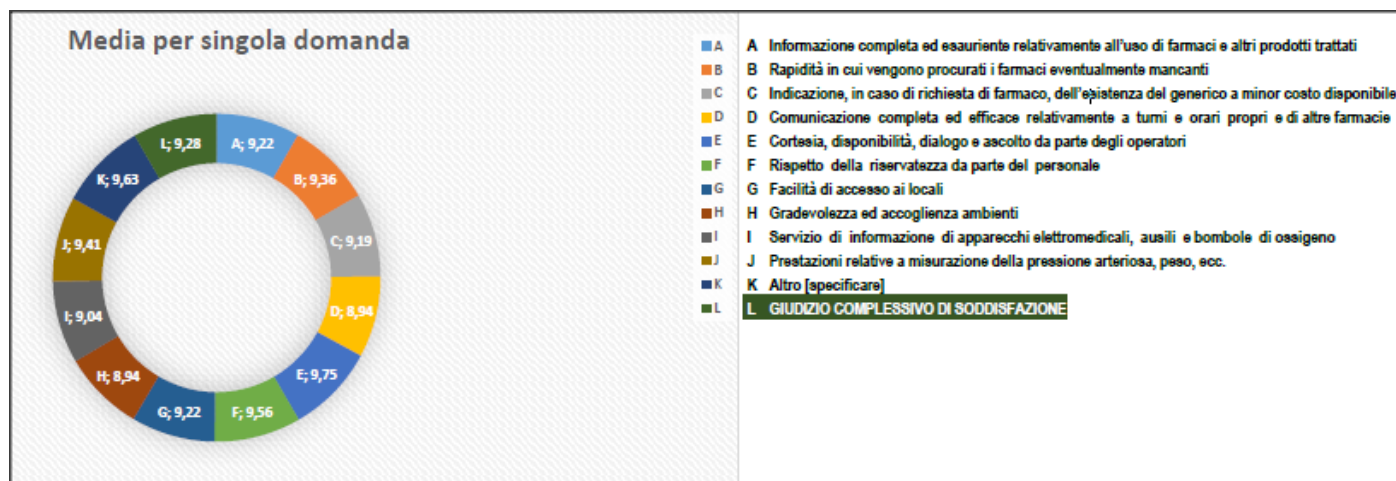 Media per singola domanda
L; 9,28
A; 9,22
K; 9,63
B; 9,36
J; 9,41
C; 9,19
I; 9,04
D; 8,94
H; 8,94
E; 9,75
G; 9,22
F; 9,56
A
B
C
D
E
F
G
H
I
J
K
L
A Informazione completa ed esauriente relativamente all'uso di farmaci e altri prodotti trattati
B Rapidità in cui vengono procurati i farmaci eventualmente mancanti
C Indicazione, in caso di richiesta di farmaco, dell'esistenza del generico a minor costo disponibile
D Comunicazione completa ed efficace relativamente a turni e orari propri e di altre farmacie
E Cortesia, disponibilità, dialogo e ascolto da parte degli operatori
F Rispetto della riservatezza da parte del personale
G Facilità di accesso ai locali
H Gradevolezza ed accoglienza ambienti
I Servizio di informazione di apparecchi elettromedicali, ausili e bombole di ossigeno
J Prestazioni relative a misurazione della pressione arteriosa, peso, ecc.
K Altro [specificare]
L GIUDIZIO COMPLESSIVO DI SODDISFAZIONE